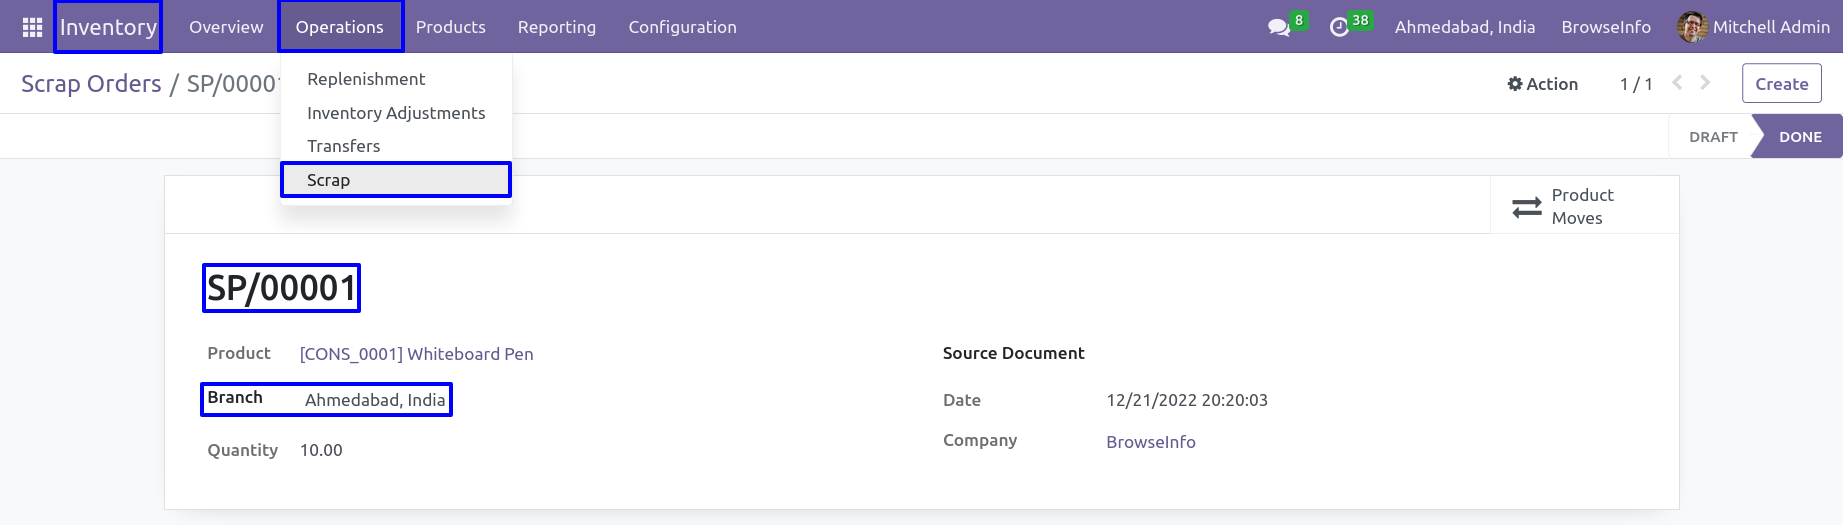 Inventory Overview Operations Products Reporting Configuration 8 38 Ahmedabad, India BrowseInfo Mitchell Admin
Scrap Orders / SP/0000 Action 1 / 1 Create
Replenishment
Inventory Adjustments
Transfers
Scrap
DRAFT DONE
Product
Moves
SP/00001
Product [CONS_0001] Whiteboard Pen
Branch Ahmedabad, India
Quantity 10.00
Source Document
Date 12/21/2022 20:20:03
Company BrowseInfo